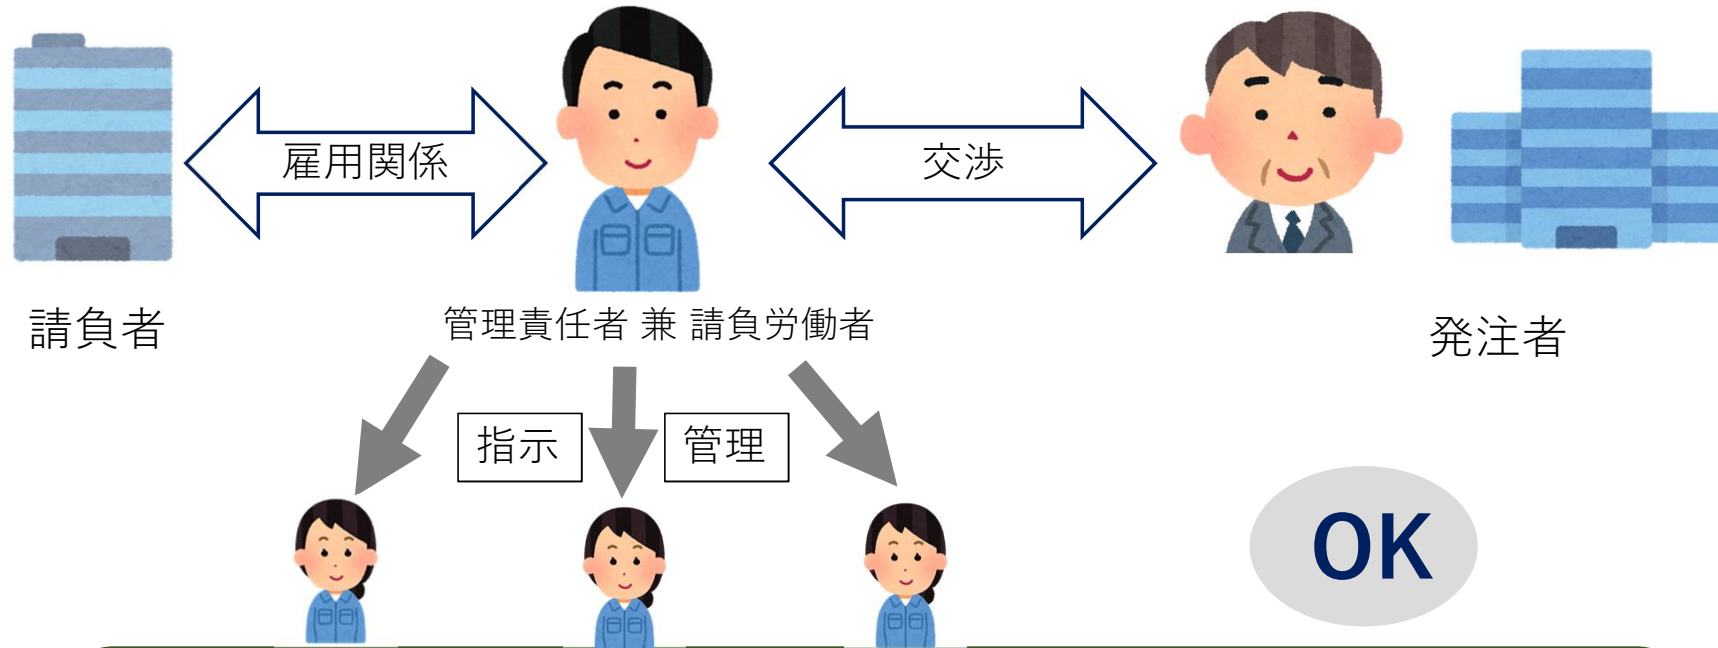 雇用関係
交渉
請負者
管理責任者 兼 請負労働者
発注者
指示
管理
OK